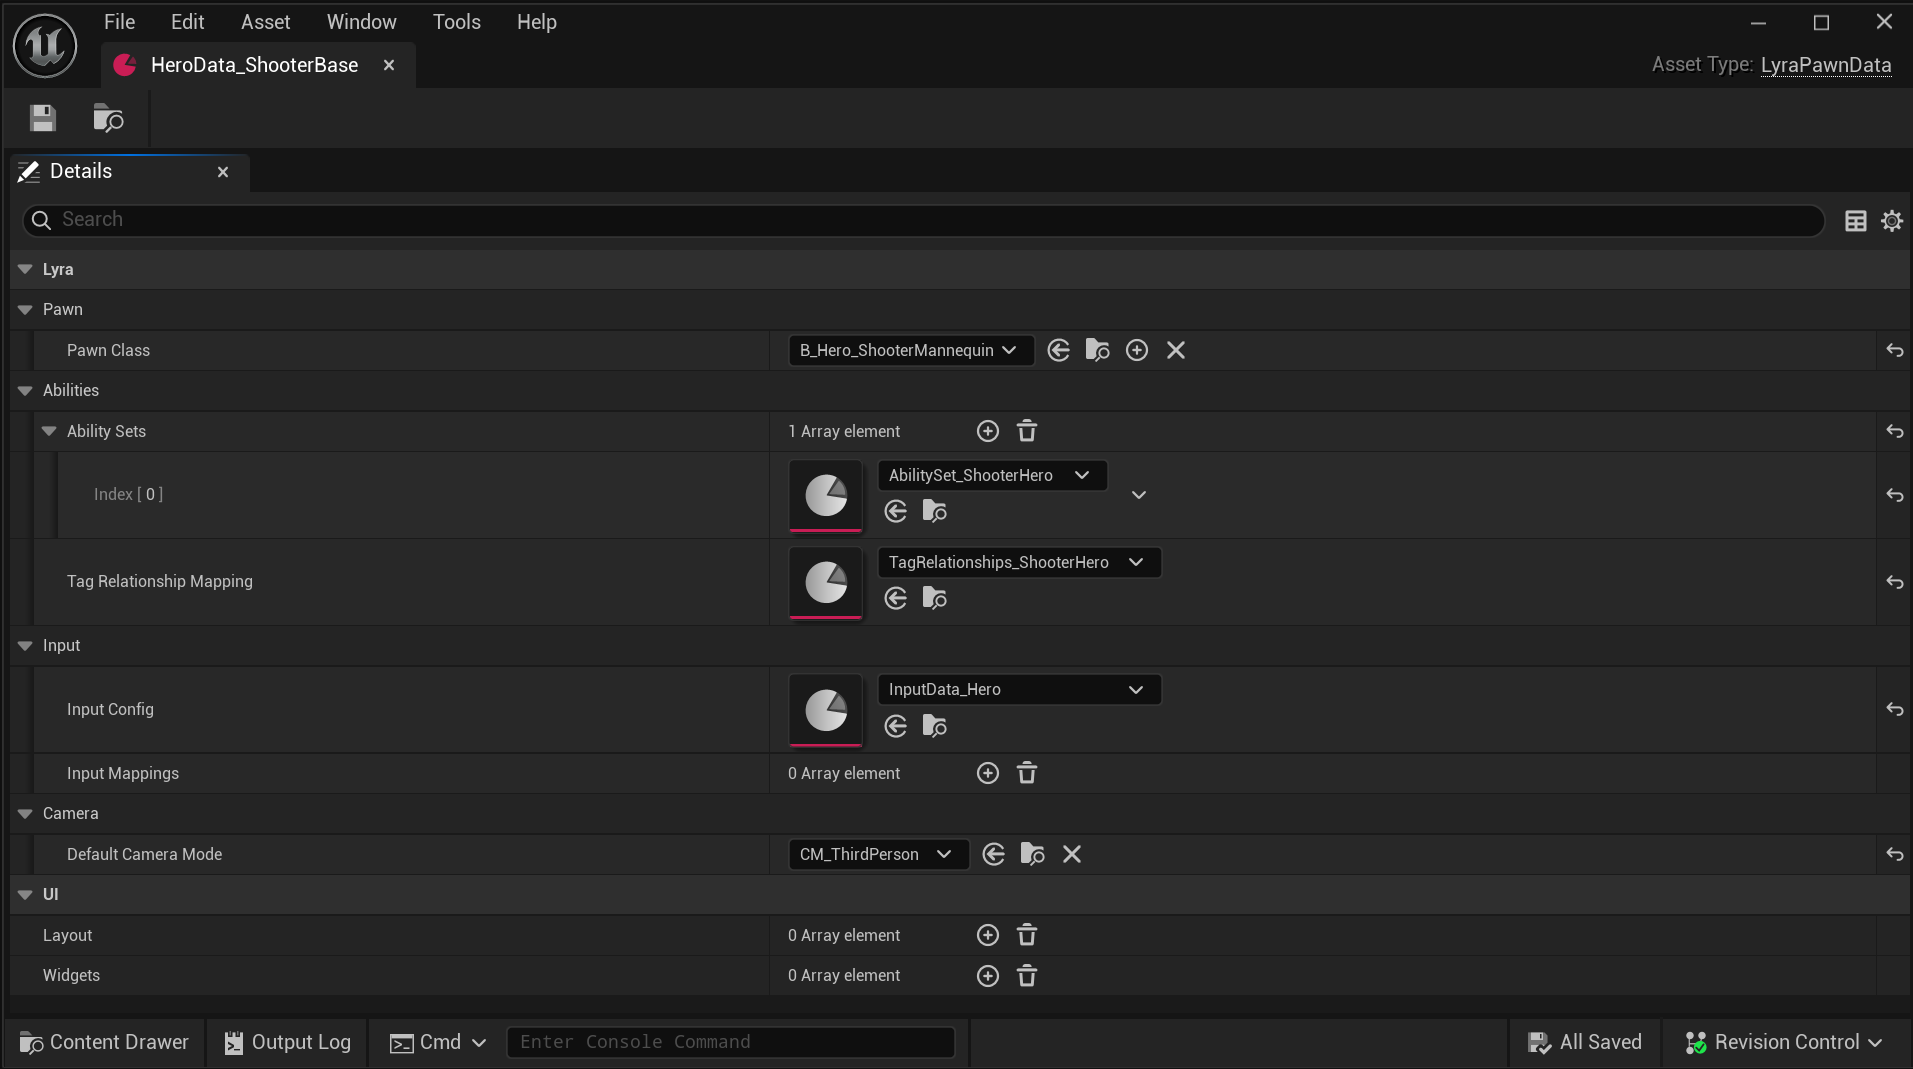 File Edit Asset Window Tools Help
HeroData_ShooterBase
Asset Type: LyraPawnData
Details
Search
Lyra
Pawn
Pawn Class B_Hero_ShooterMannequin
Abilities
Ability Sets 1 Array element
Index [ 0 ] AbilitySet_ShooterHero
Tag Relationship Mapping TagRelationships_ShooterHero
Input
Input Config InputData_Hero
Input Mappings 0 Array element
Camera
Default Camera Mode CM_ThirdPerson
UI
Layout 0 Array element
Widgets 0 Array element
Content Drawer Output Log Cmd Enter Console Command All Saved Revision Control